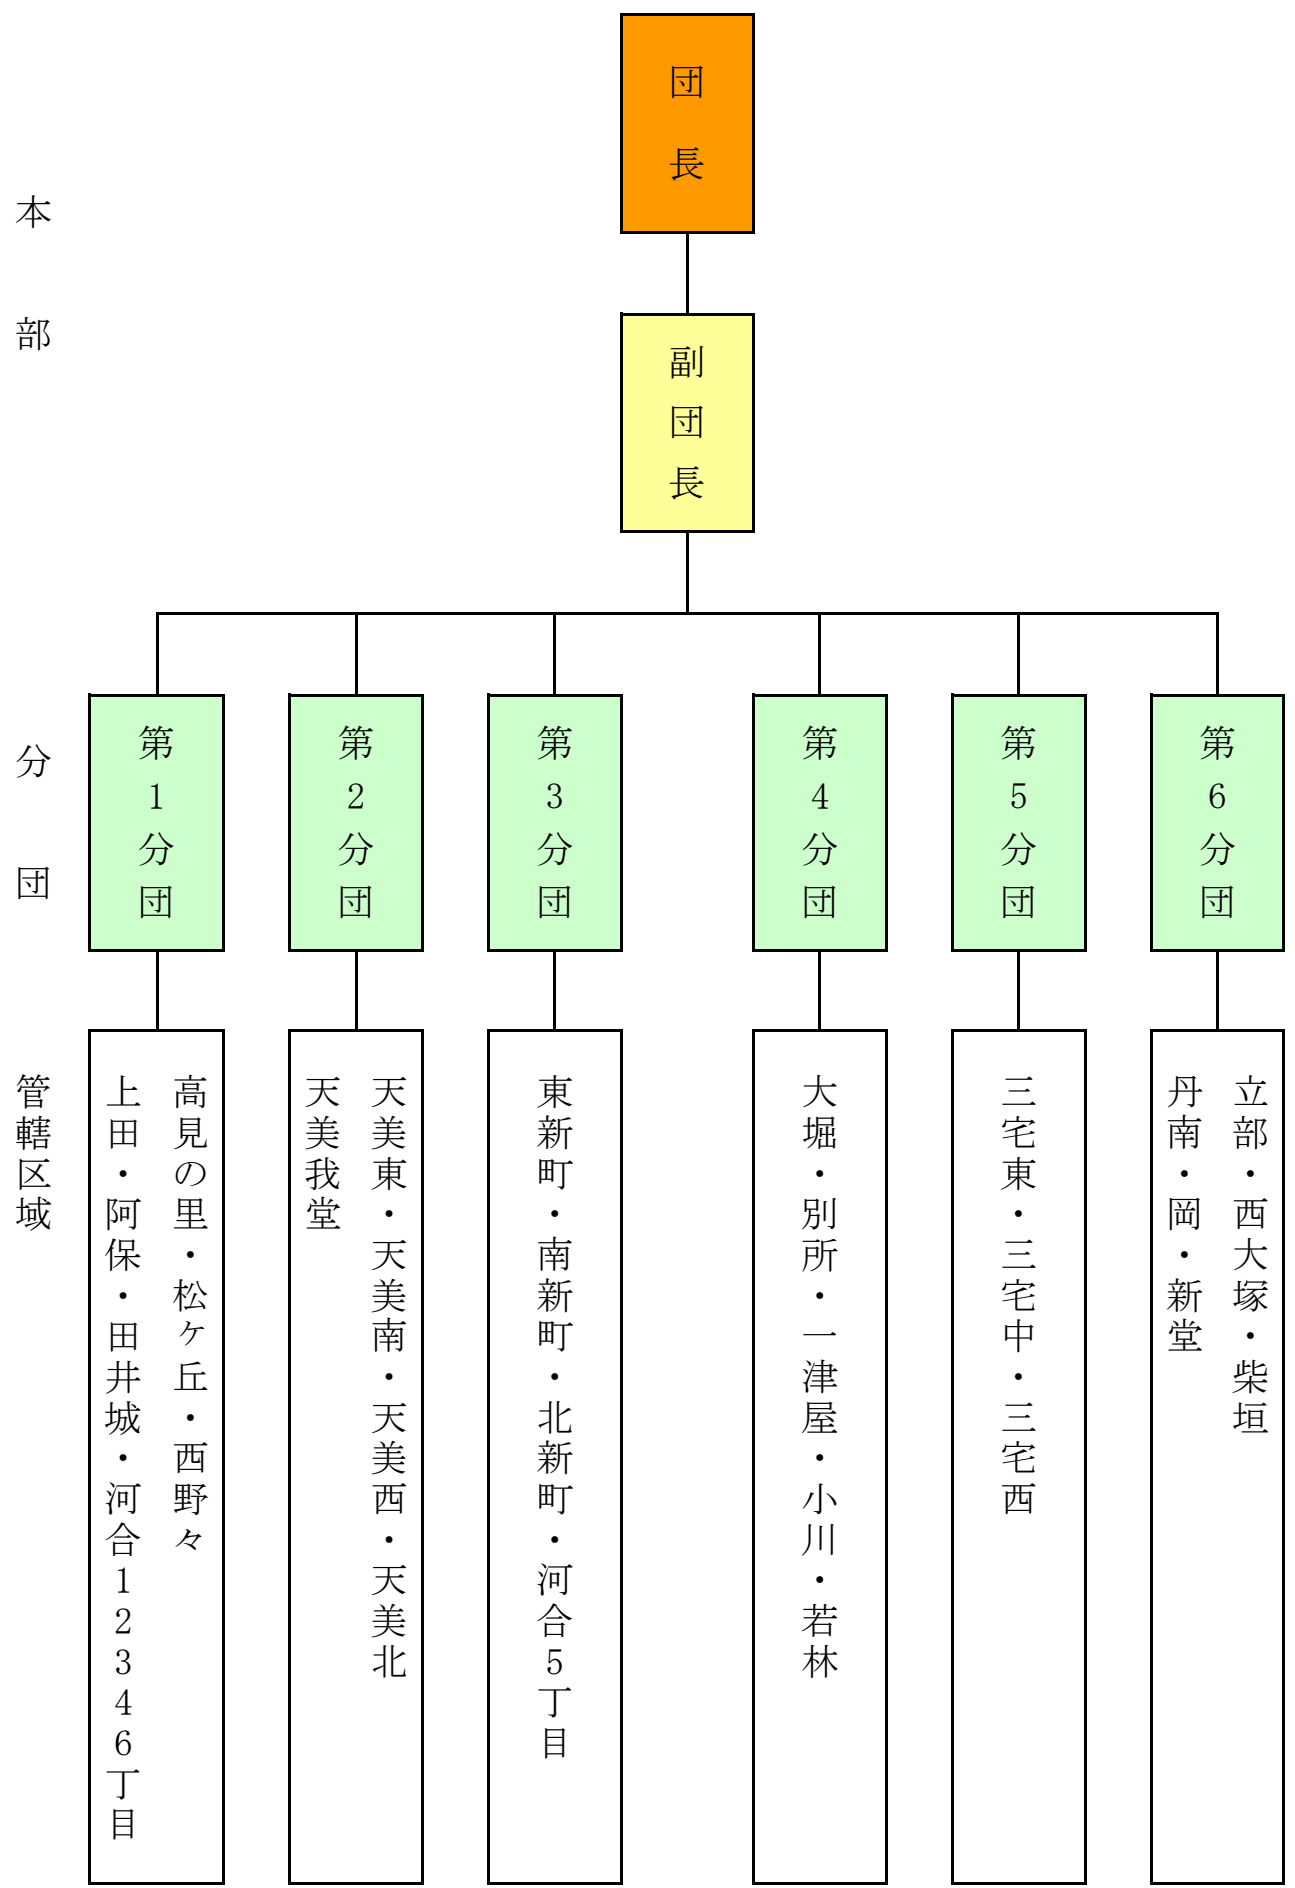 本部
団長
副団長
分団
第1分団
第2分団
第3分団
第4分団
第5分団
第6分団
管轄区域
高見の里・松ケ丘・西野々
上田・阿保・田井城・河合12346丁目
天美東・天美南・天美西・天美北
天美我堂
東新町・南新町・北新町・河合5丁目
大堀・別所・一津屋・小川・若林
三宅東・三宅中・三宅西
立部・西大塚・柴垣
丹南・岡・新堂